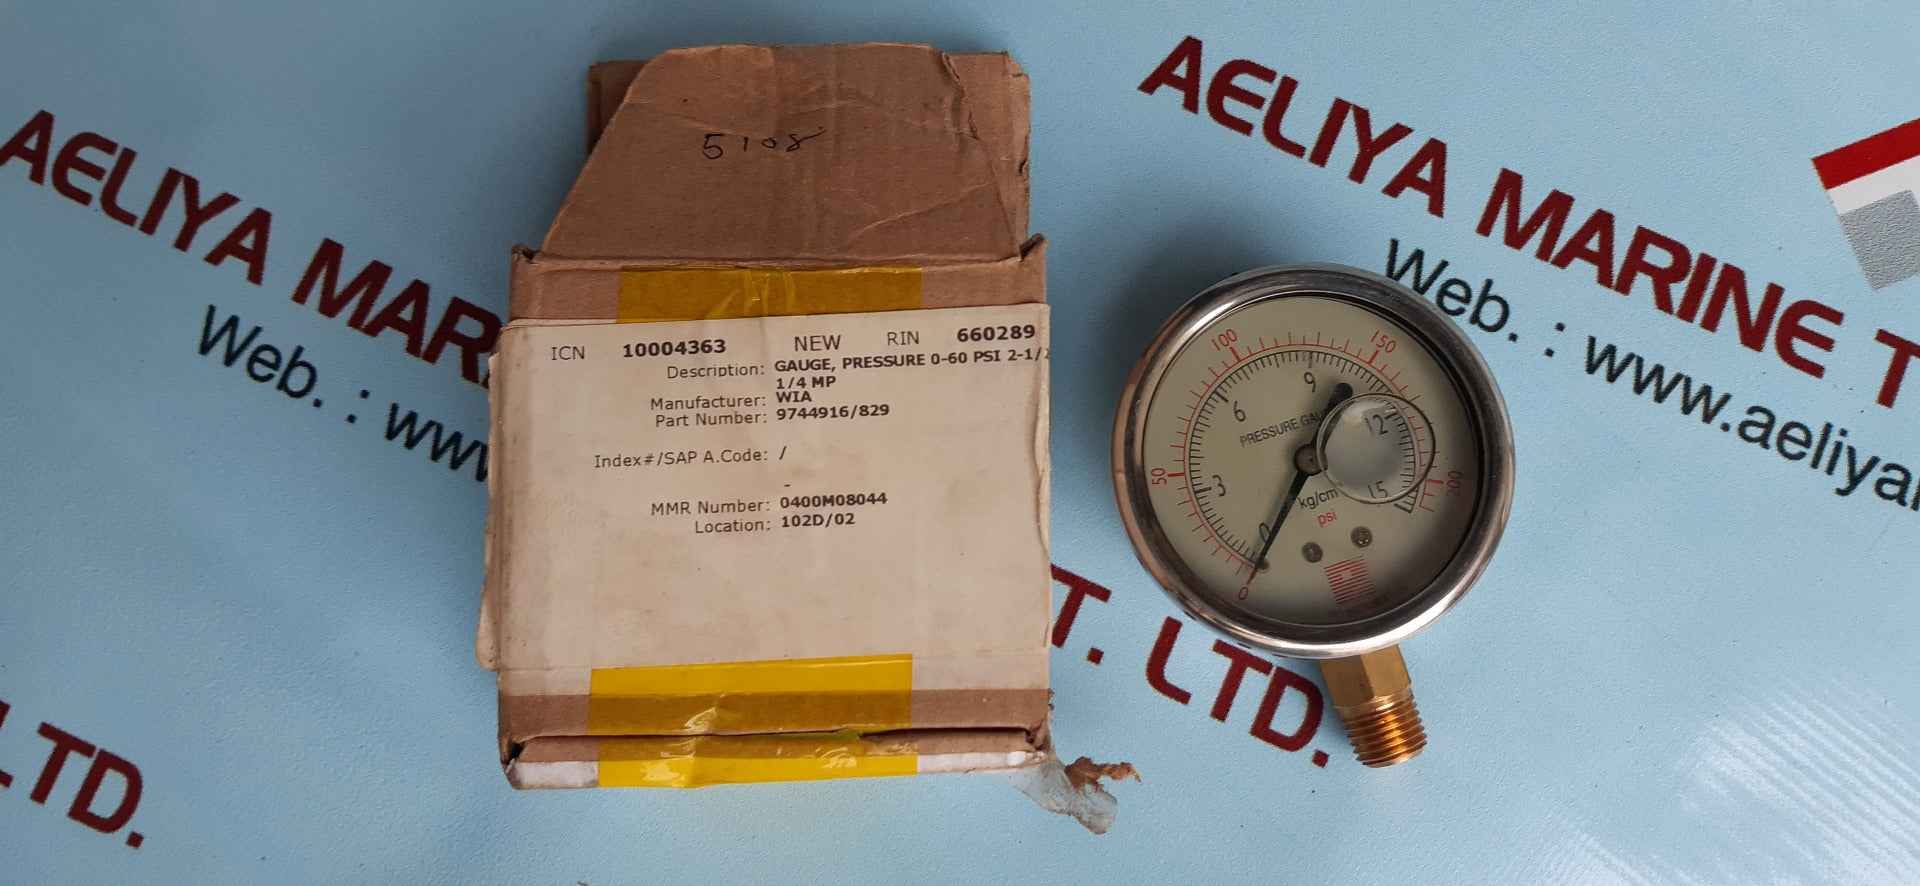 AELIYA MAR
Web. : www
5108
ICN 10004363 NEW RIN 660289
Description: GAUGE, PRESSURE 0-60 PSI 2-1/2
1/4 MP
Manufacturer: WIA
Part Number: 9744916/829
Index#/SAP A.Code: /
-
MMR Number: 0400M08044
Location: 102D/02
AELIYA MARINE T
Web. : www.aeliya
100 150
9
6 12
PRESSURE GAU
50 3 15 200
kg/cm
psi
0
0
T. LTD.
LTD.